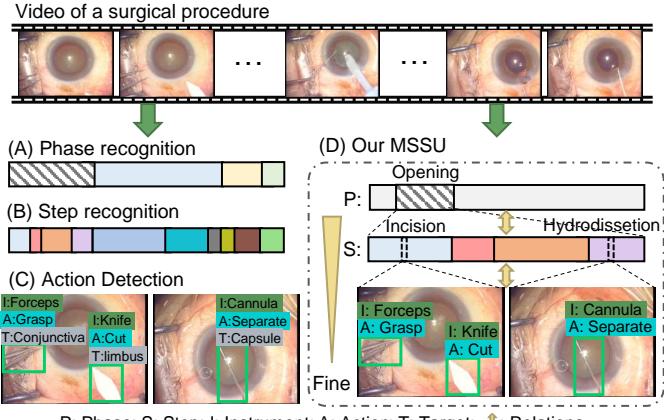 Video of a surgical procedure
...
...
(A) Phase recognition
(B) Step recognition
(C) Action Detection
I:Forceps
A:Grasp
T:Conjunctiva
I:Knife
A:Cut
T:limbus
I:Cannula
A:Separate
T:Capsule
(D) Our MSSU
Opening
P:
Incision
Hydrodissetion
S:
I: Forceps
A: Grasp
I: Knife
A: Cut
I: Cannula
A: Separate
Fine
P: Phase; S: Step; I: Instrument; A: Action; T: Target; : Relations